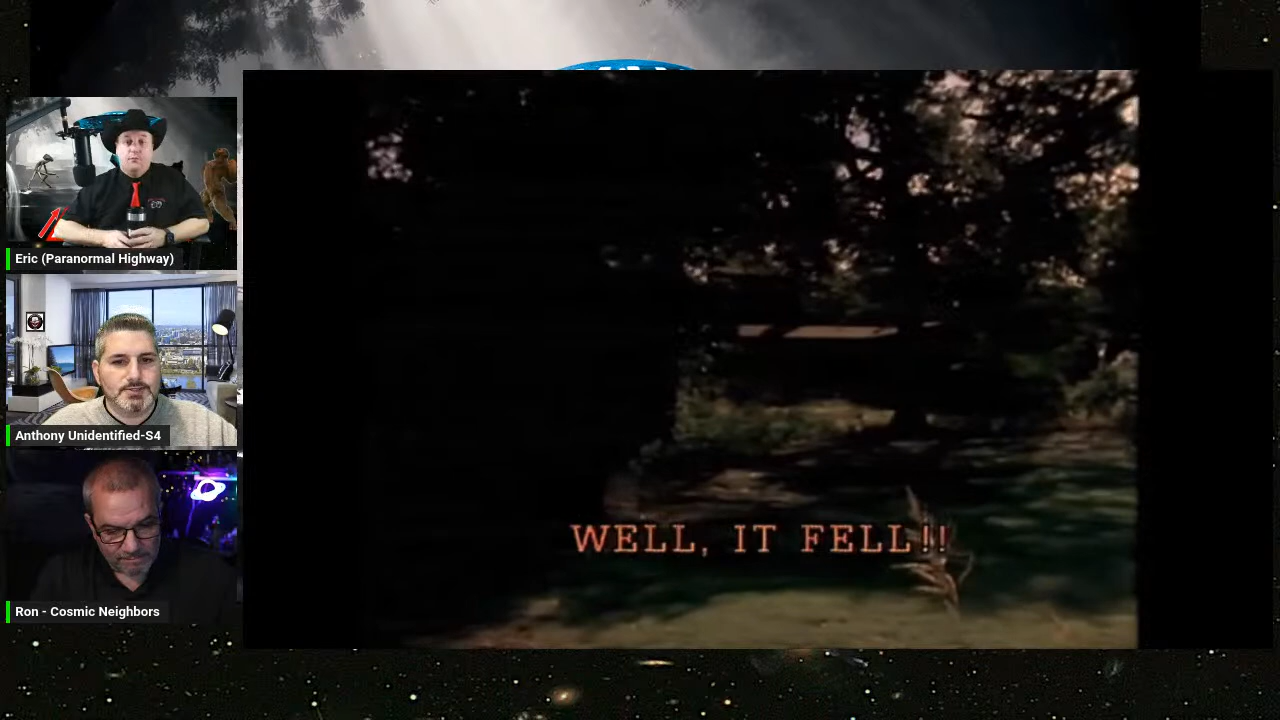 Eric (Paranormal Highway)
Anthony Unidentified-S4
WELL, IT FELL!!
Ron - Cosmic Neighbors